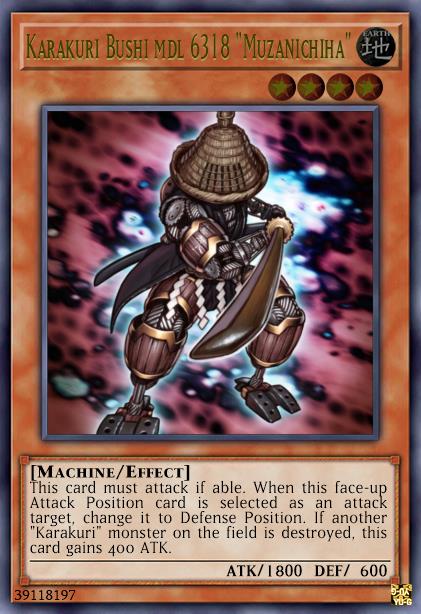 Karakuri Bushi mdl 6318 "Muzanichiha"
EARTH
地
[Machine/Effect]
This card must attack if able. When this face-up
Attack Position card is selected as an attack
target, change it to Defense Position. If another
"Karakuri" monster on the field is destroyed, this
card gains 400 ATK.
ATK/1800 DEF/ 600
39118197